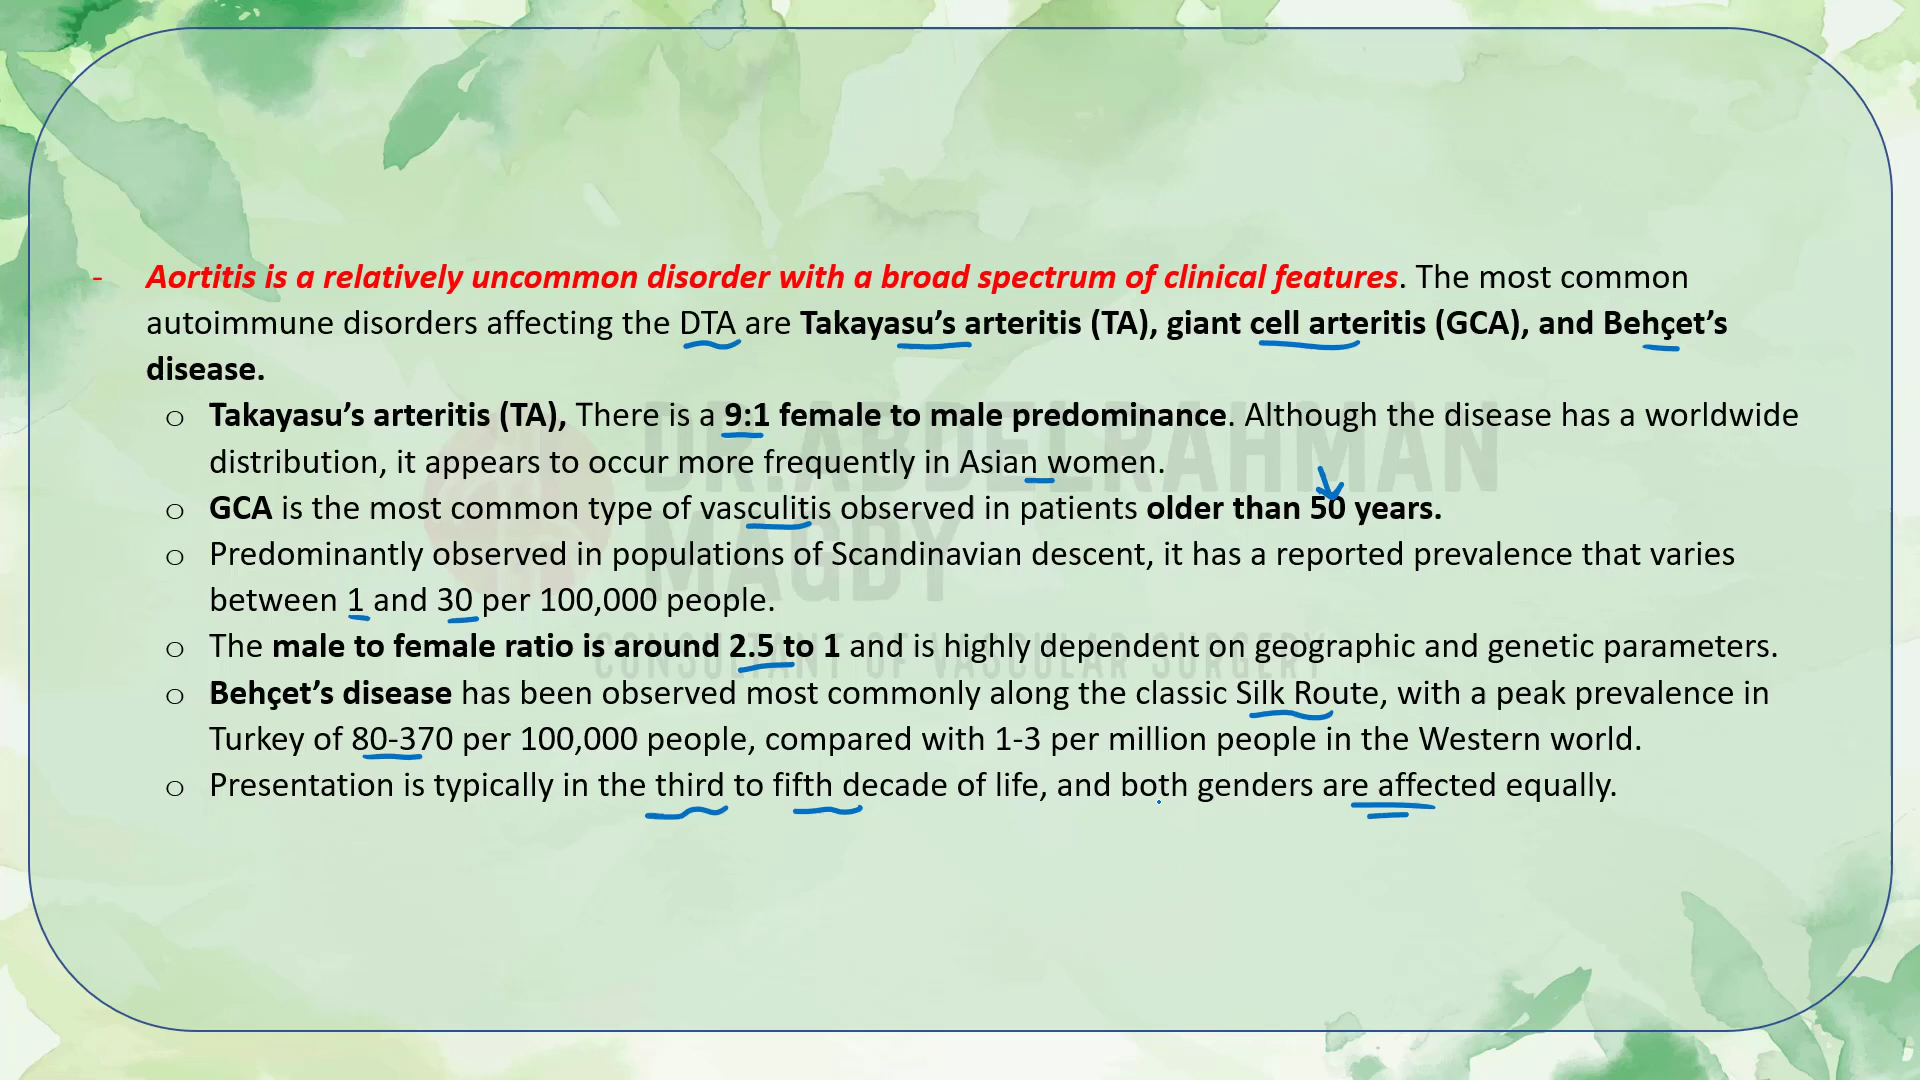 - Aortitis is a relatively uncommon disorder with a broad spectrum of clinical features. The most common
autoimmune disorders affecting the DTA are Takayasu’s arteritis (TA), giant cell arteritis (GCA), and Behçet’s
disease.
o Takayasu’s arteritis (TA), There is a 9:1 female to male predominance. Although the disease has a worldwide
distribution, it appears to occur more frequently in Asian women.
o GCA is the most common type of vasculitis observed in patients older than 50 years.
o Predominantly observed in populations of Scandinavian descent, it has a reported prevalence that varies
between 1 and 30 per 100,000 people.
o The male to female ratio is around 2.5 to 1 and is highly dependent on geographic and genetic parameters.
o Behçet’s disease has been observed most commonly along the classic Silk Route, with a peak prevalence in
Turkey of 80-370 per 100,000 people, compared with 1-3 per million people in the Western world.
o Presentation is typically in the third to fifth decade of life, and both genders are affected equally.
DR.ABDELRAHMAN
MAGDY
CONSULTANT OF VASCULAR SURGERY